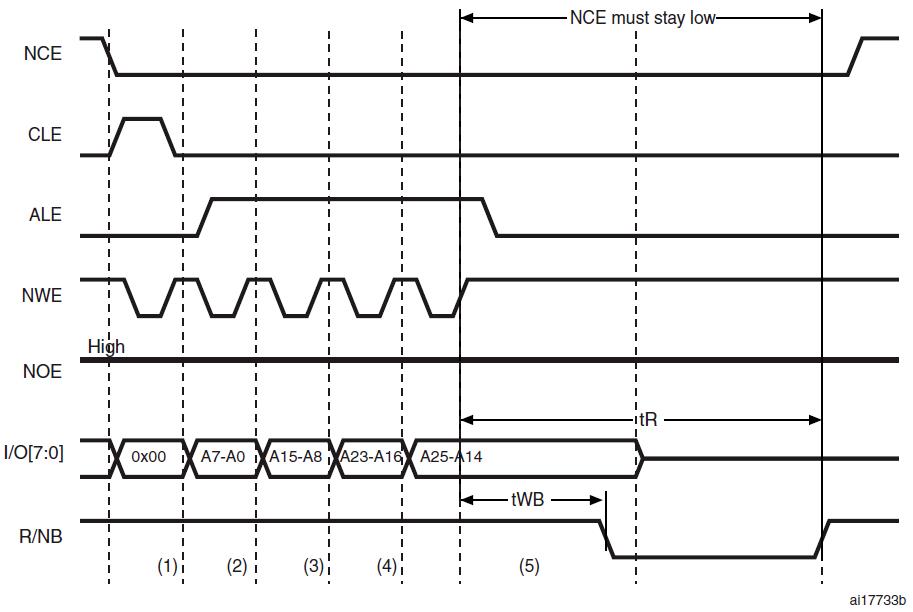 NCE must stay low
NCE
CLE
ALE
NWE
High
NOE
tR
I/O[7:0]
0x00
A7-A0
A15-A8
A23-A16
A25-A14
tWB
R/NB
(1)
(2)
(3)
(4)
(5)
ai17733b